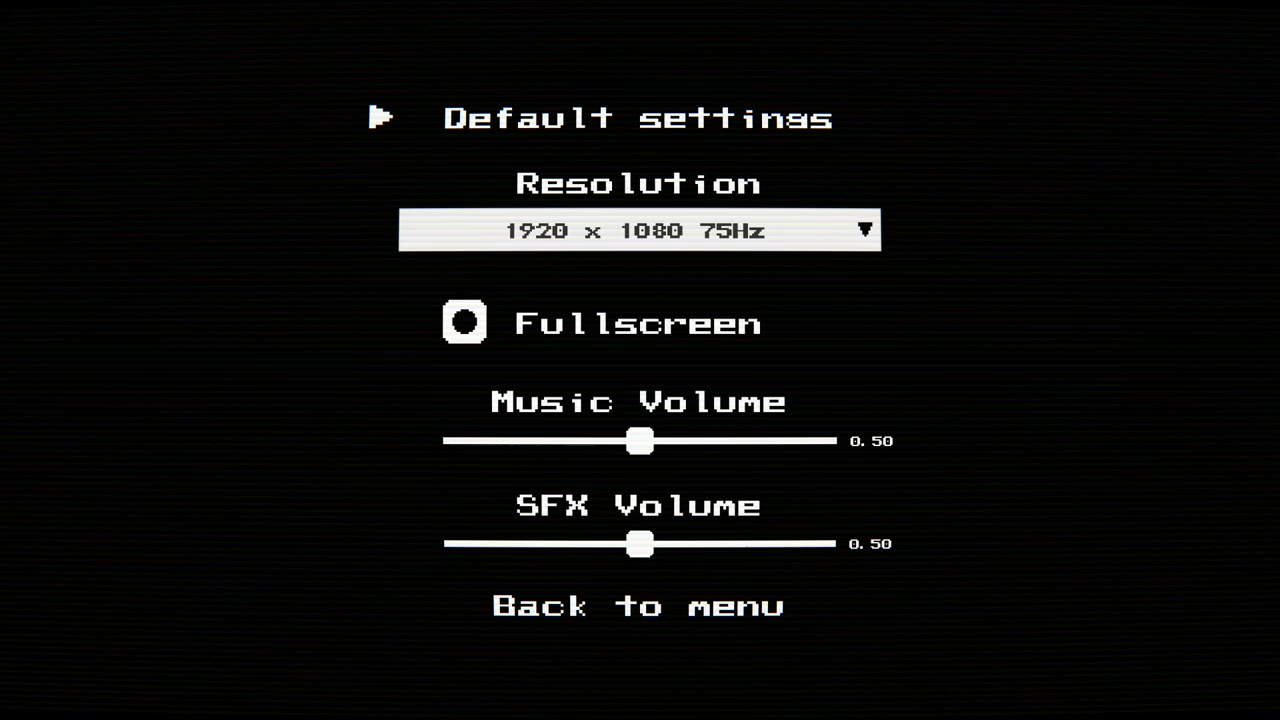 Default settings
Resolution
1920 x 1080 75Hz
Fullscreen
Music Volume
0.50
SFX Volume
0.50
Back to menu